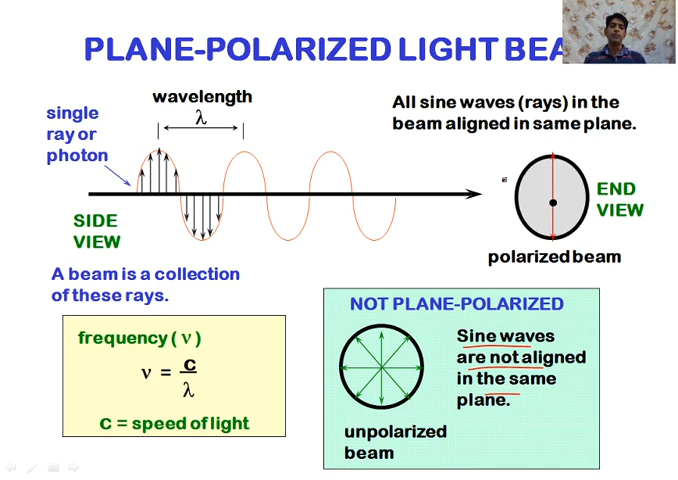 PLANE-POLARIZED LIGHT BEA
wavelength
λ
single
ray or
photon
All sine waves (rays) in the
beam aligned in same plane.
SIDE
VIEW
END
VIEW
polarized beam
A beam is a collection
of these rays.
frequency ( ν )
ν = c
λ
c = speed of light
NOT PLANE-POLARIZED
Sine waves
are not aligned
in the same
plane.
unpolarized
beam